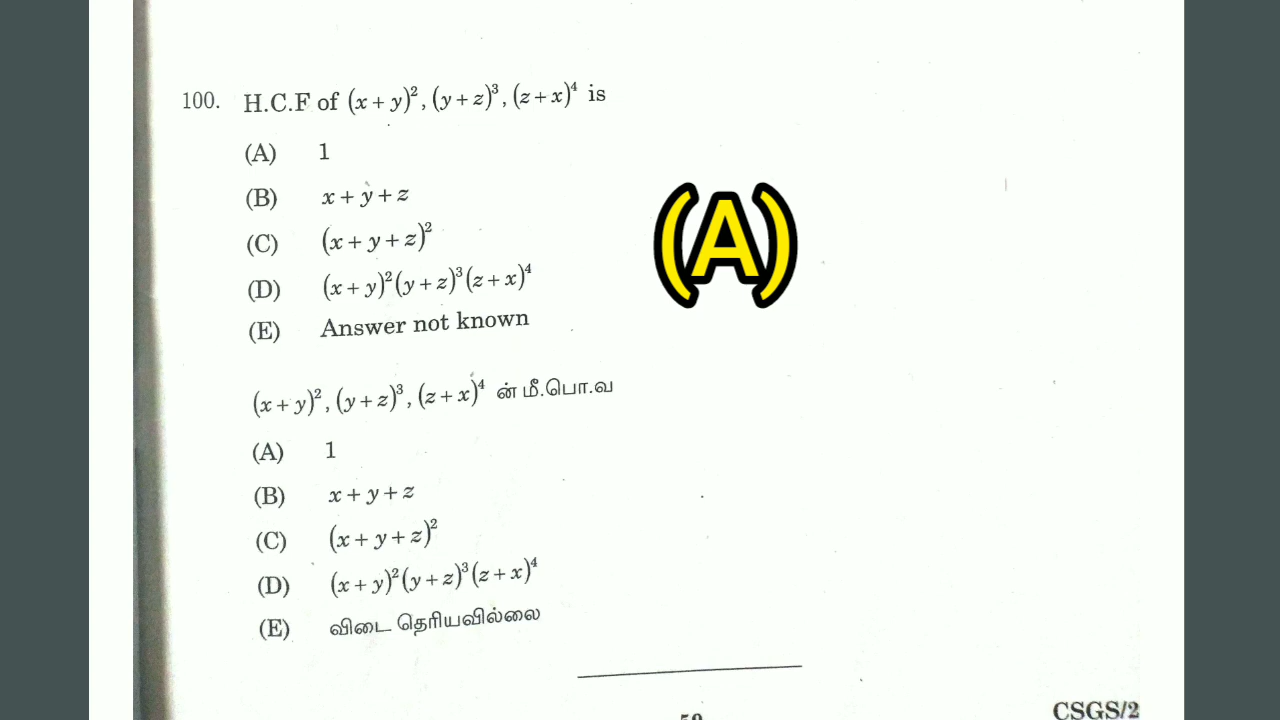 100. H.C.F of (x + y)², (y + z)³, (z + x)⁴ is
(A) 1
(B) x + y + z
(C) (x + y + z)²
(D) (x + y)² (y + z)³ (z + x)⁴
(E) Answer not known
(A)
(x + y)², (y + z)³, (z + x)⁴ ன் மீ.பொ.வ
(A) 1
(B) x + y + z
(C) (x + y + z)²
(D) (x + y)² (y + z)³ (z + x)⁴
(E) விடை தெரியவில்லை
CSGS/2